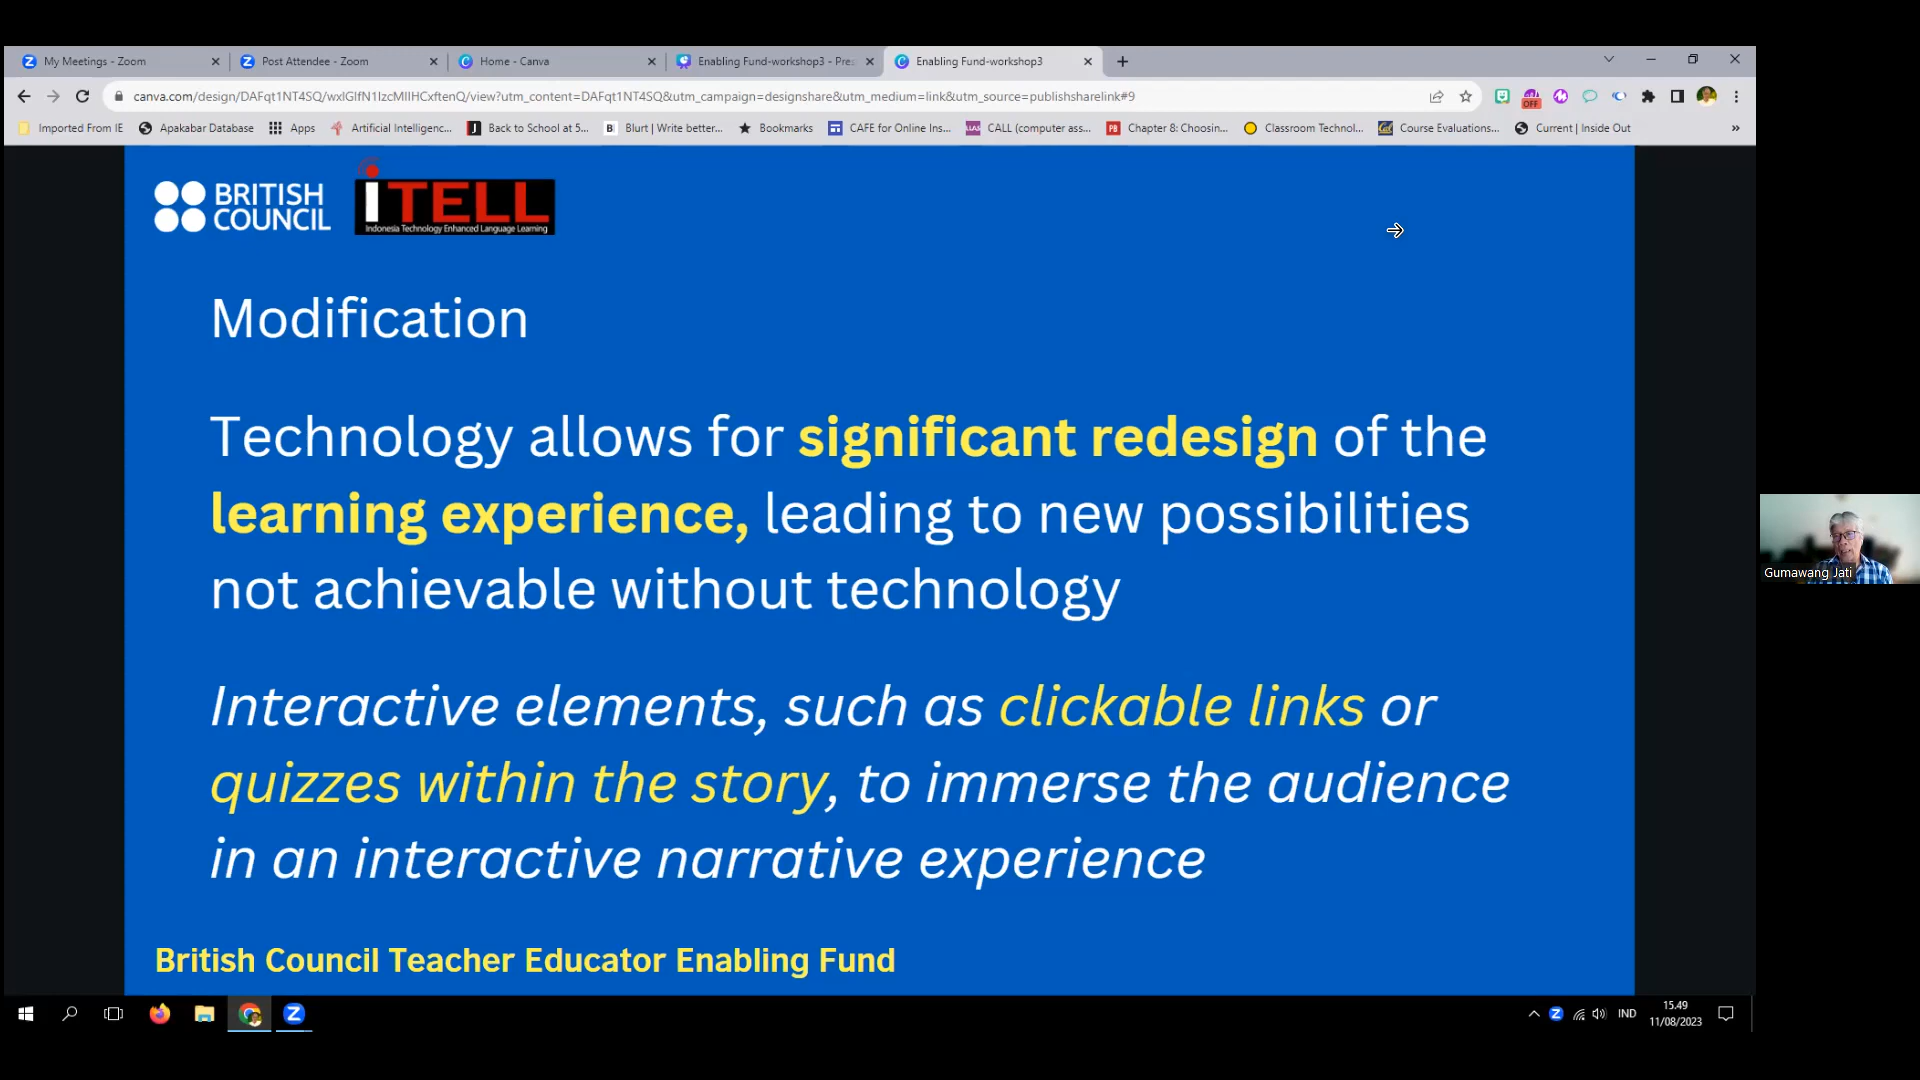 My Meetings - Zoom
Post Attendee - Zoom
Home - Canva
Enabling Fund-workshop3 - Pres
Enabling Fund-workshop3
canva.com/design/DAFqt1NT4SQ/wxlGIfN1IzcMIIHCxftenQ/view?utm_content=DAFqt1NT4SQ&utm_campaign=designshare&utm_medium=link&utm_source=publishsharelink#9
OFF
Imported From IE
Apakabar Database
Apps
Artificial Intelligenc...
Back to School at 5...
Blurt | Write better...
Bookmarks
CAFE for Online Ins...
CALL (computer ass...
Chapter 8: Choosin...
Classroom Technol...
Course Evaluations...
Current | Inside Out
BRITISH
COUNCIL
iTELL
Indonesia Technology Enhanced Language Learning
Modification
Technology allows for significant redesign of the
learning experience, leading to new possibilities
not achievable without technology
Interactive elements, such as clickable links or
quizzes within the story, to immerse the audience
in an interactive narrative experience
British Council Teacher Educator Enabling Fund
Gumawang Jati
IND
15.49
11/08/2023